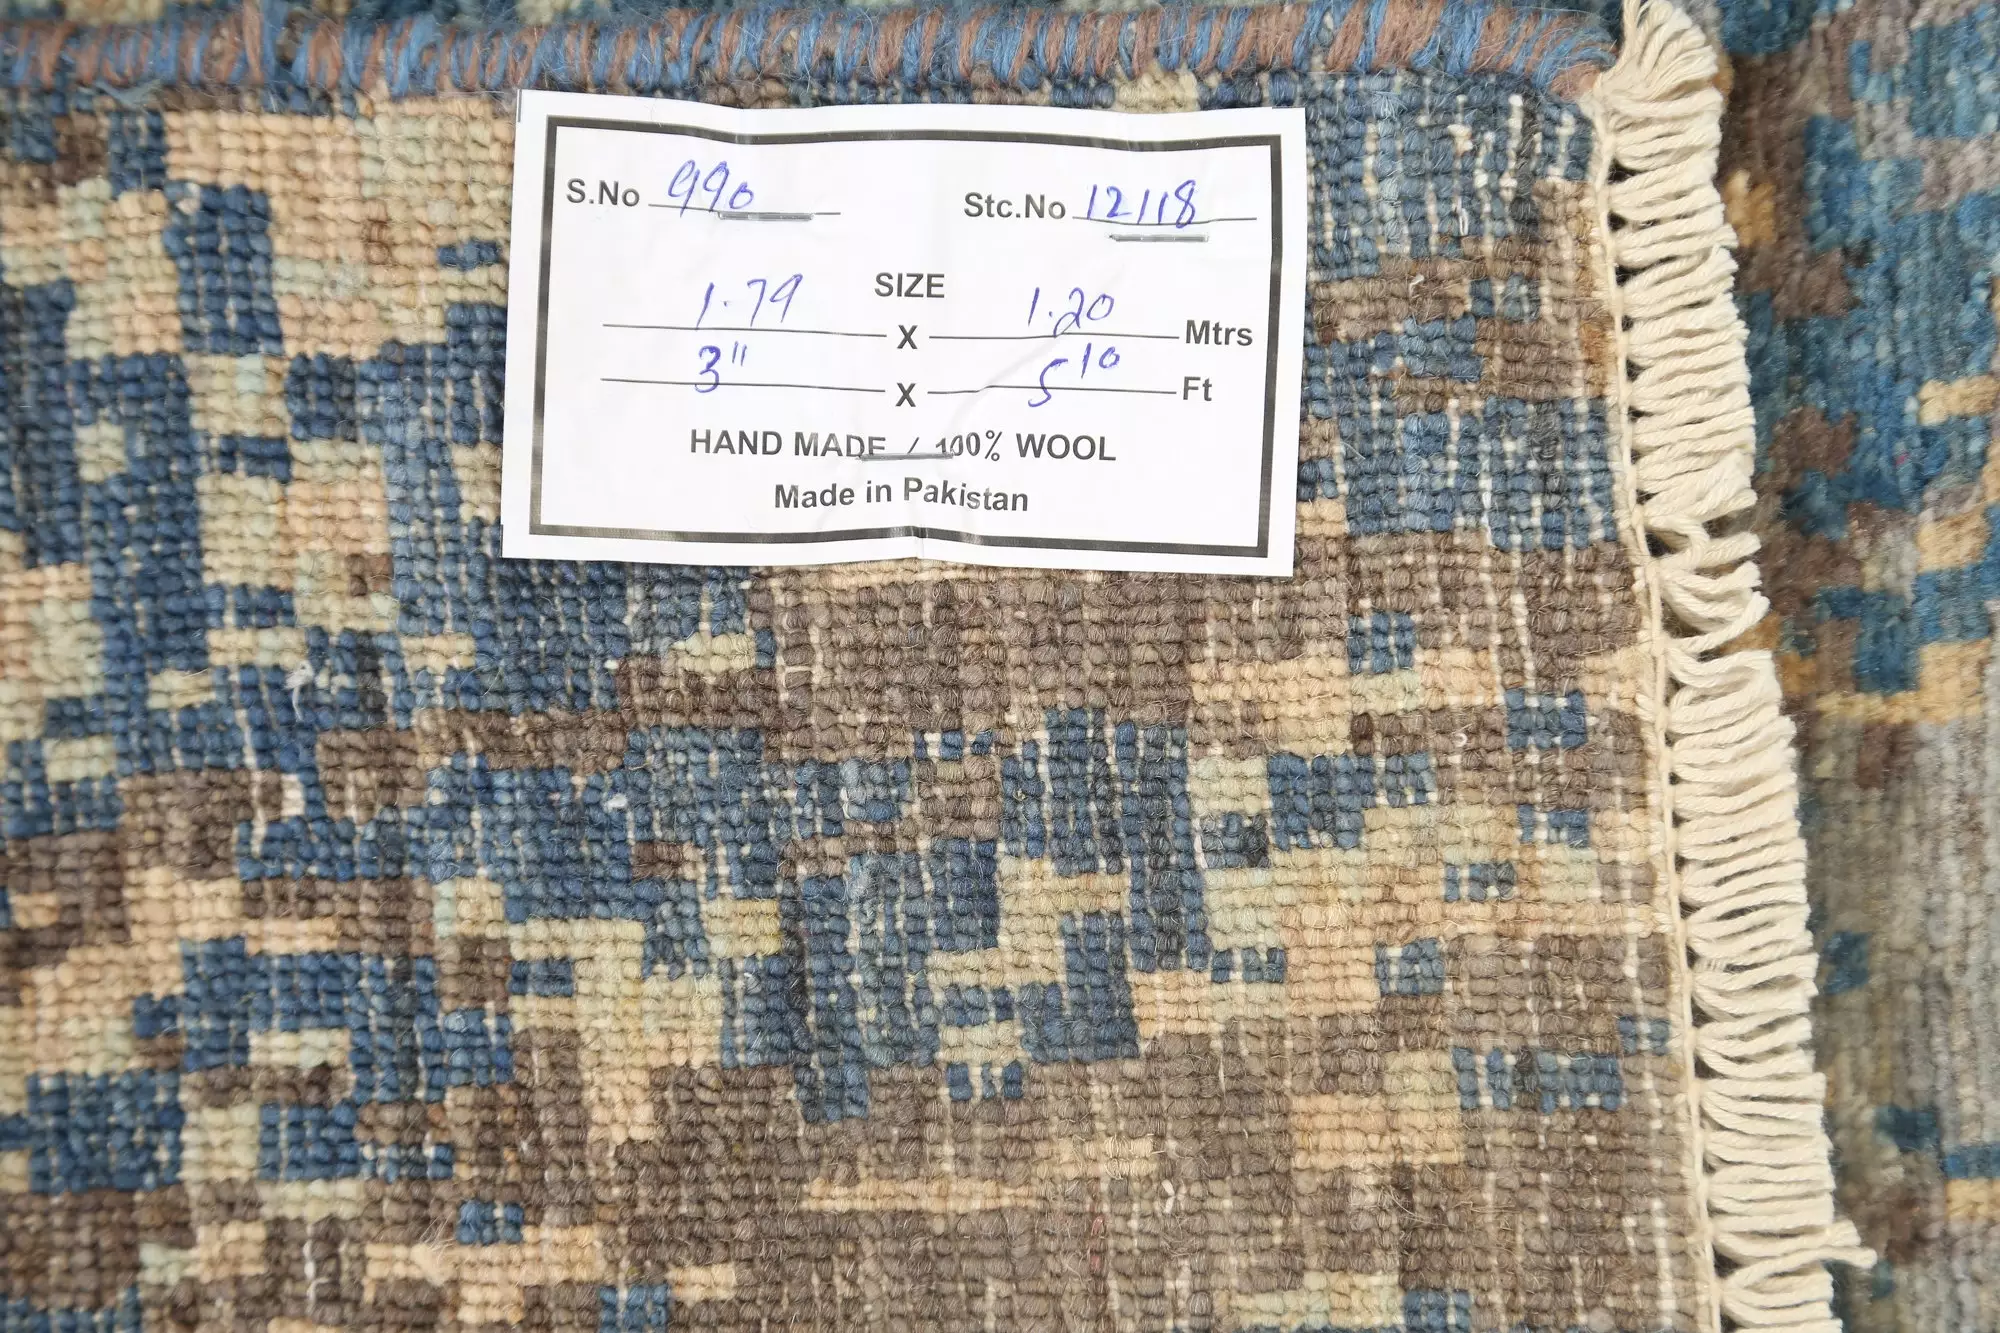 S.No 990 Stc.No 12118
SIZE
1.79 X 1.20 Mtrs
3" X 5 10 Ft
HAND MADE / 100% WOOL
Made in Pakistan